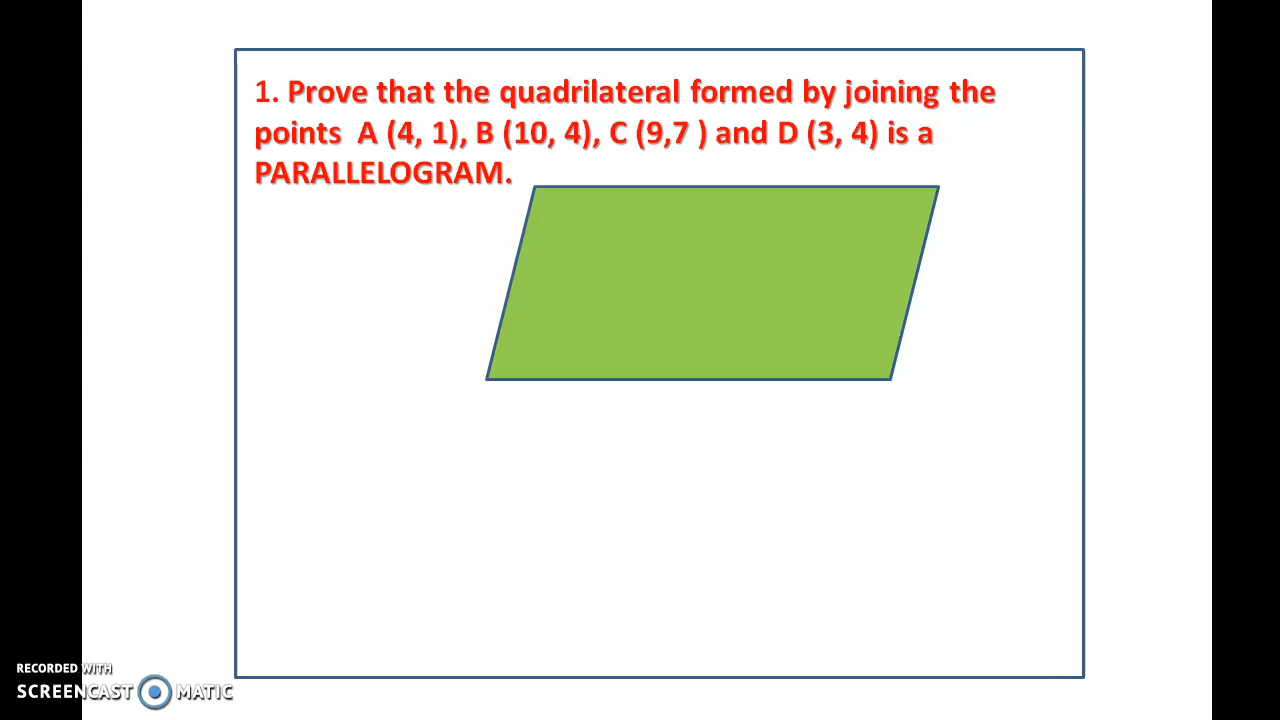 1. Prove that the quadrilateral formed by joining the
points A (4, 1), B (10, 4), C (9,7 ) and D (3, 4) is a
PARALLELOGRAM.
RECORDED WITH
SCREENCAST MATIC